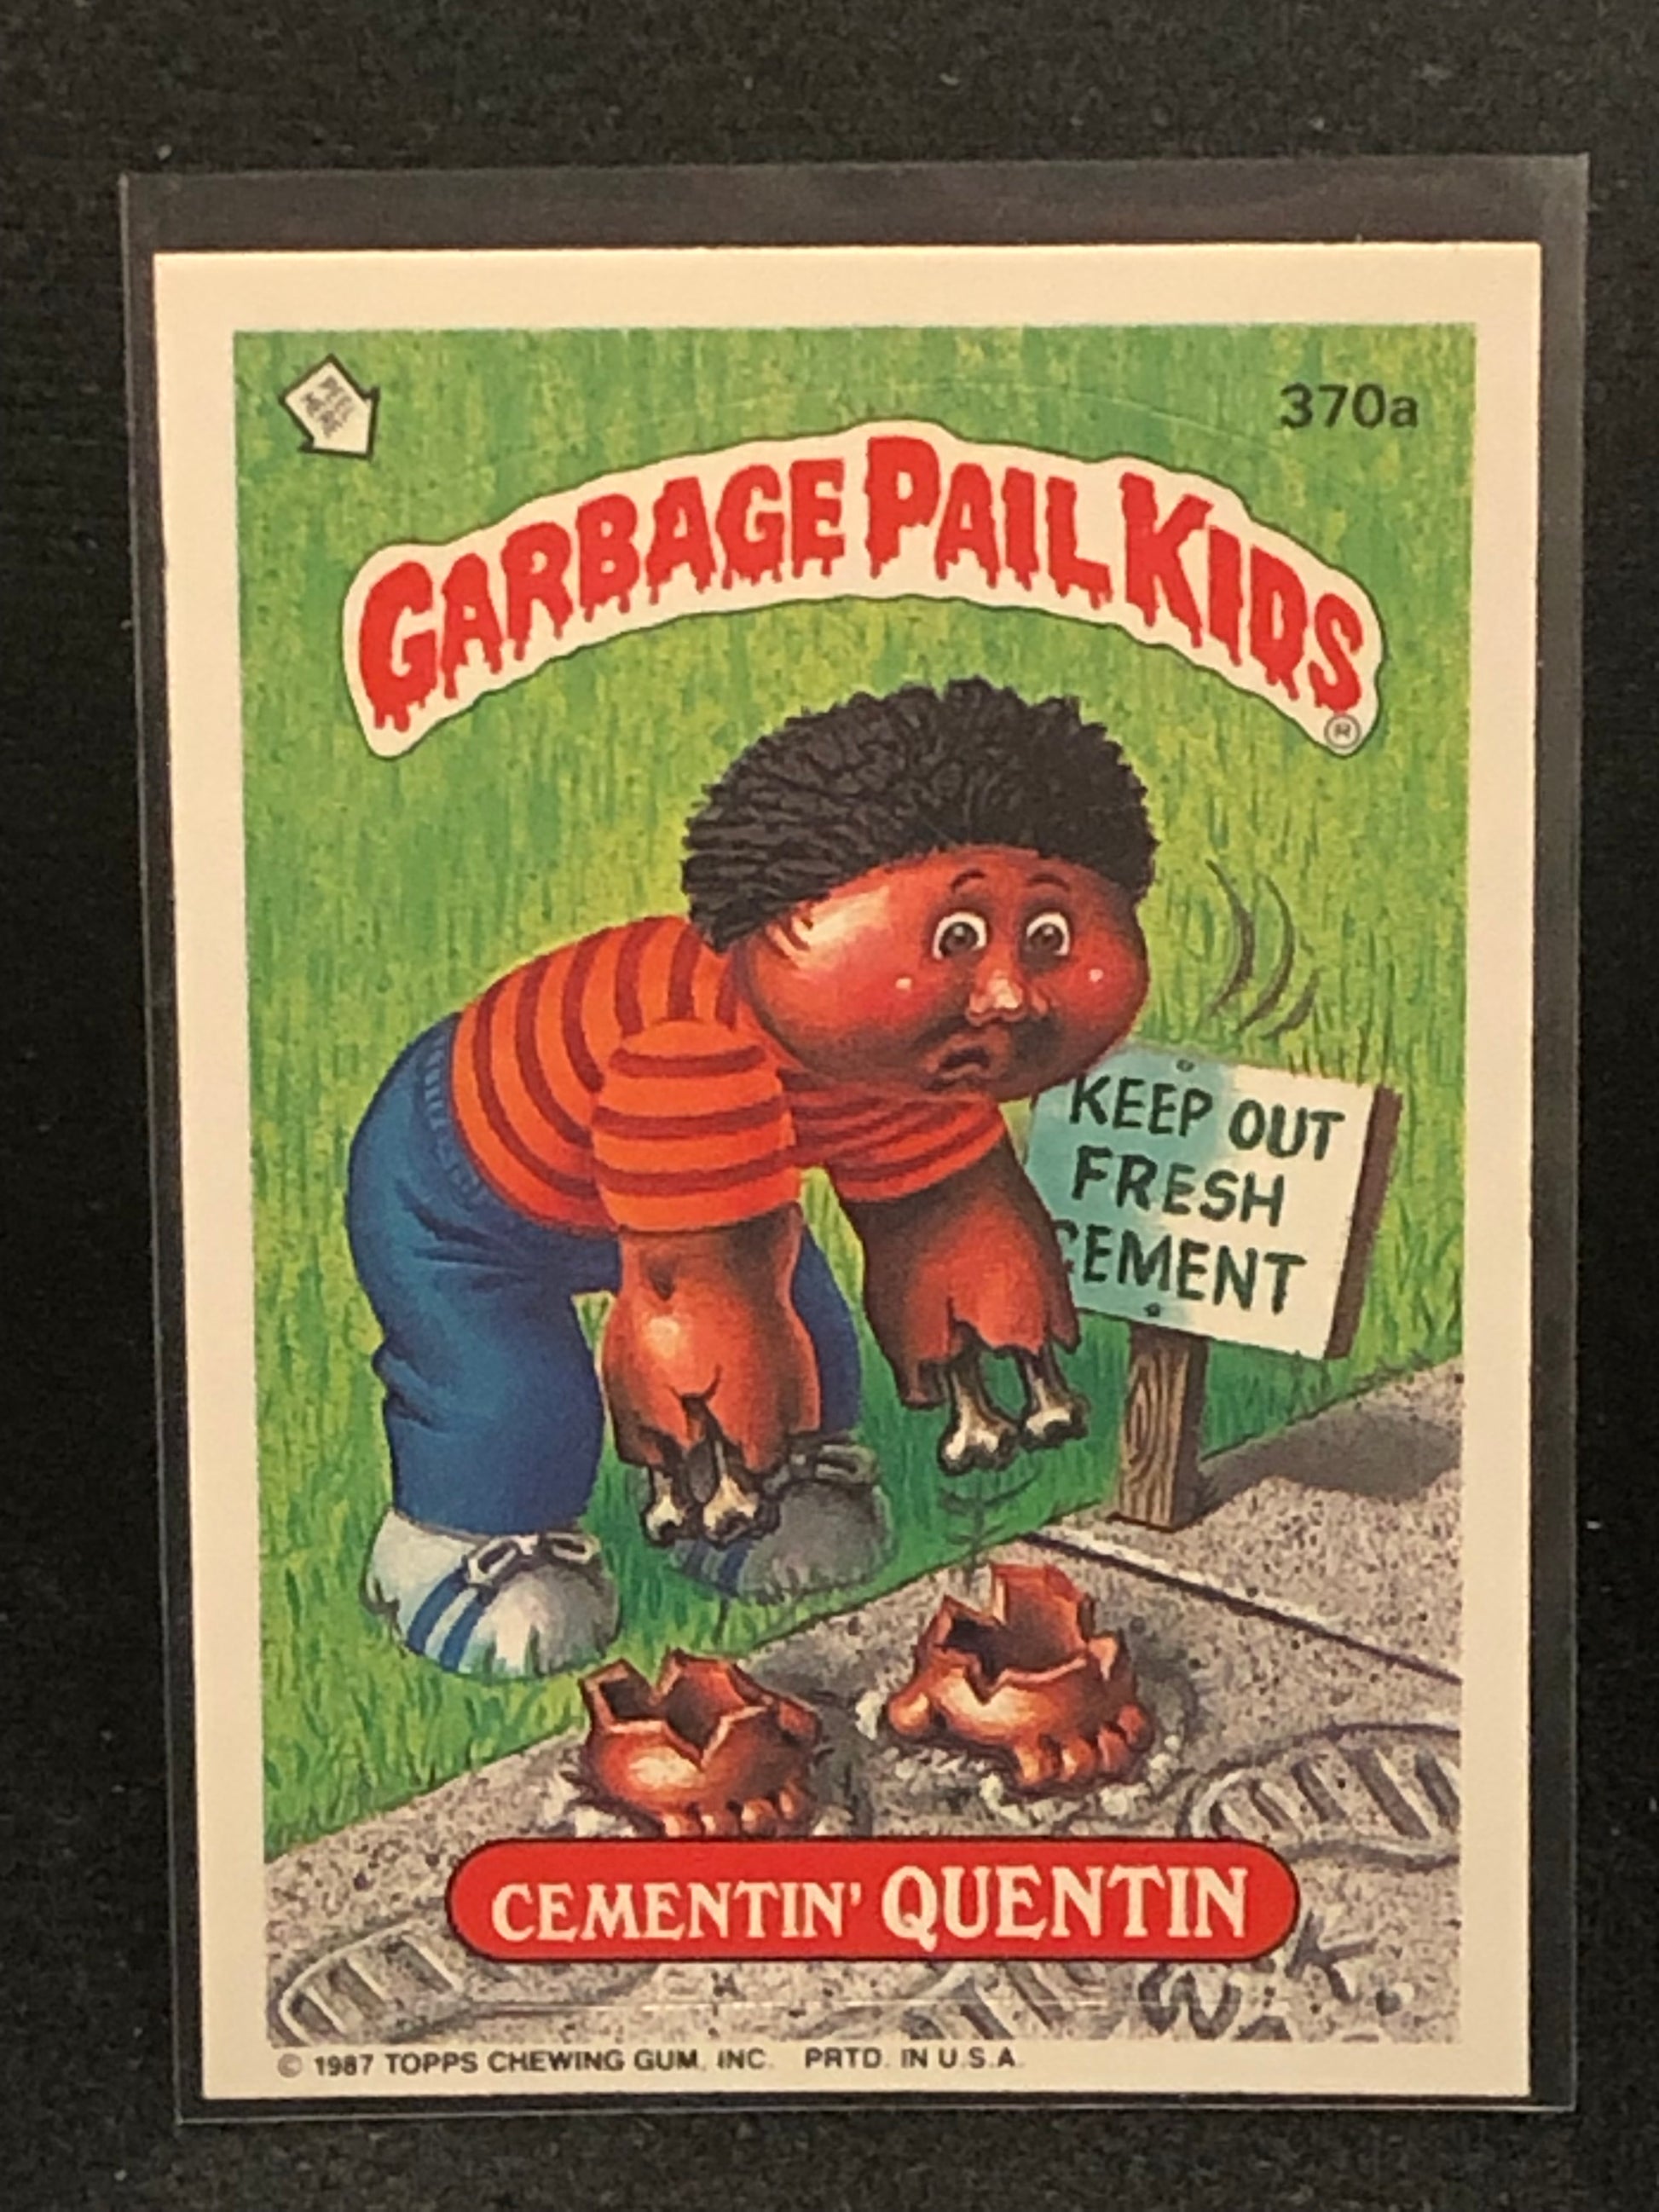 370a
GARBAGE PAIL KIDS
®
KEEP OUT
FRESH
CEMENT
CEMENTIN' QUENTIN
© 1987 TOPPS CHEWING GUM, INC. PRTD. IN U.S.A.